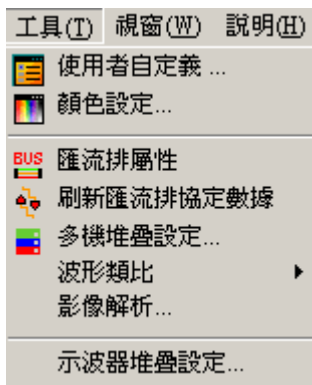 工具(T) 視窗(W) 說明(H)
使用者自定義 ...
顏色設定...
BUS 匯流排屬性
刷新匯流排協定數據
多機堆疊設定...
波形類比
影像解析...
示波器堆疊設定...